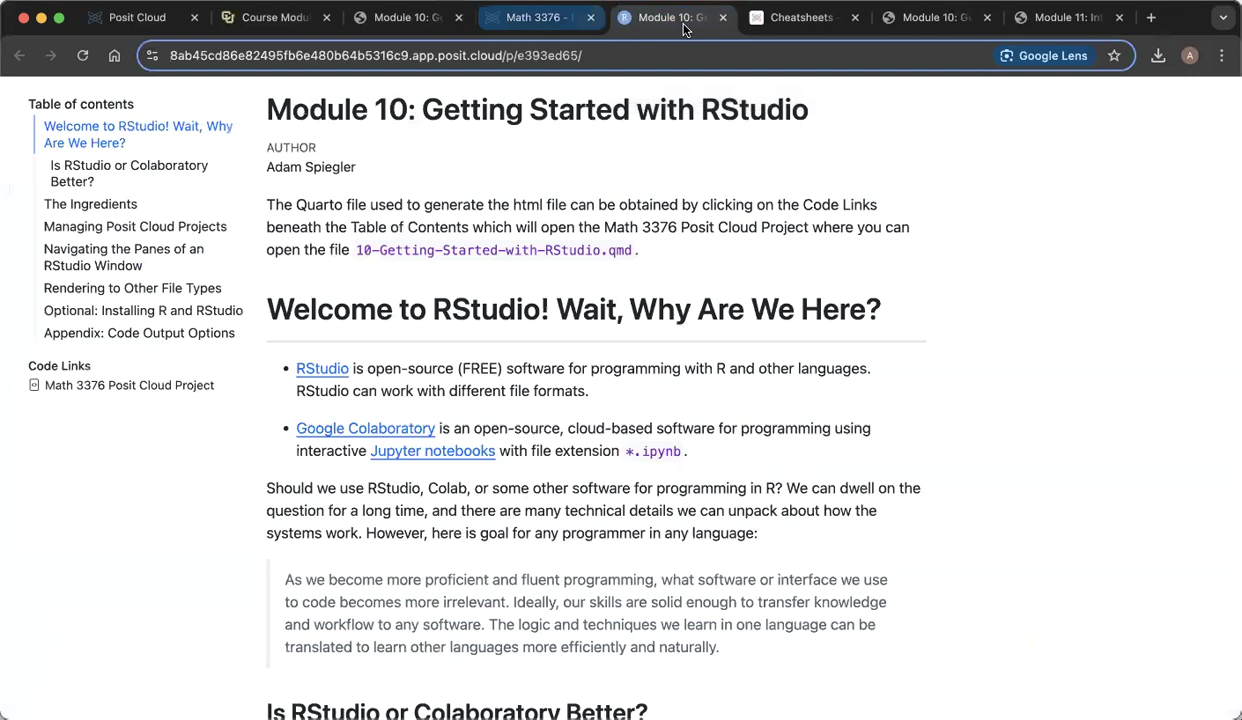 Posit Cloud
Course Modul
Module 10: Ge
Math 3376 - 
Module 10: Ge
Cheatsheets -
Module 10: Ge
Module 11: Int
8ab45cd86e82495fb6e480b64b5316c9.app.posit.cloud/p/e393ed65/
Google Lens
A
Table of contents
Welcome to RStudio! Wait, Why
Are We Here?
Is RStudio or Colaboratory
Better?
The Ingredients
Managing Posit Cloud Projects
Navigating the Panes of an
RStudio Window
Rendering to Other File Types
Optional: Installing R and RStudio
Appendix: Code Output Options
Code Links
Math 3376 Posit Cloud Project
Module 10: Getting Started with RStudio
AUTHOR
Adam Spiegler
The Quarto file used to generate the html file can be obtained by clicking on the Code Links
beneath the Table of Contents which will open the Math 3376 Posit Cloud Project where you can
open the file 10-Getting-Started-with-RStudio.qmd.
Welcome to RStudio! Wait, Why Are We Here?
• RStudio is open-source (FREE) software for programming with R and other languages.
RStudio can work with different file formats.
• Google Colaboratory is an open-source, cloud-based software for programming using
interactive Jupyter notebooks with file extension *.ipynb.
Should we use RStudio, Colab, or some other software for programming in R? We can dwell on the
question for a long time, and there are many technical details we can unpack about how the
systems work. However, here is goal for any programmer in any language:
As we become more proficient and fluent programming, what software or interface we use
to code becomes more irrelevant. Ideally, our skills are solid enough to transfer knowledge
and workflow to any software. The logic and techniques we learn in one language can be
translated to learn other languages more efficiently and naturally.
Is RStudio or Colaboratory Better?